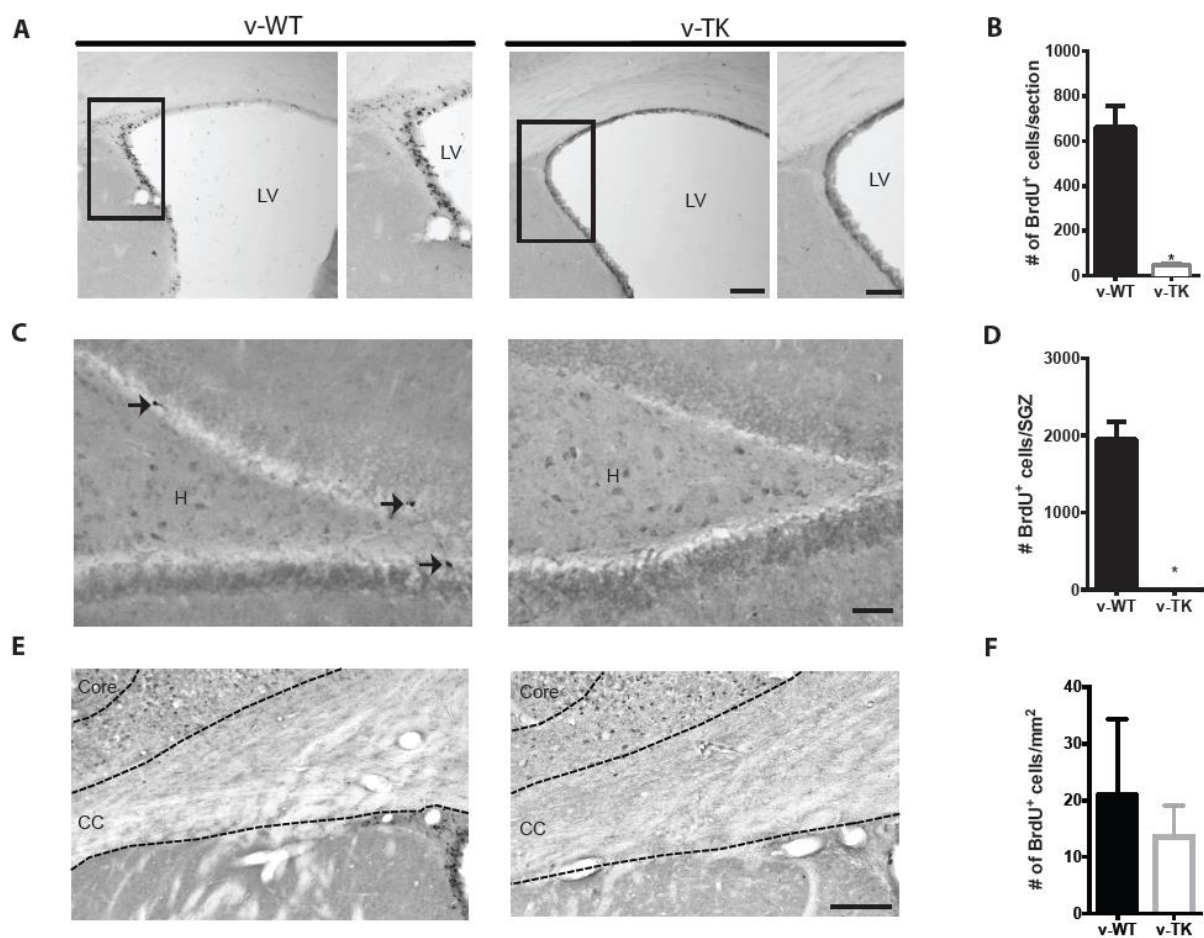 v-WT
v-TK
A
LV
LV
LV
LV
B
# of BrdU⁺ cells/section
1000
800
600
400
200
0
*
v-WT
v-TK
C
H
H
D
# BrdU⁺ cells/SGZ
3000
2000
1000
0
*
v-WT
v-TK
E
Core
CC
Core
CC
F
# of BrdU⁺ cells/mm²
40
30
20
10
0
v-WT
v-TK